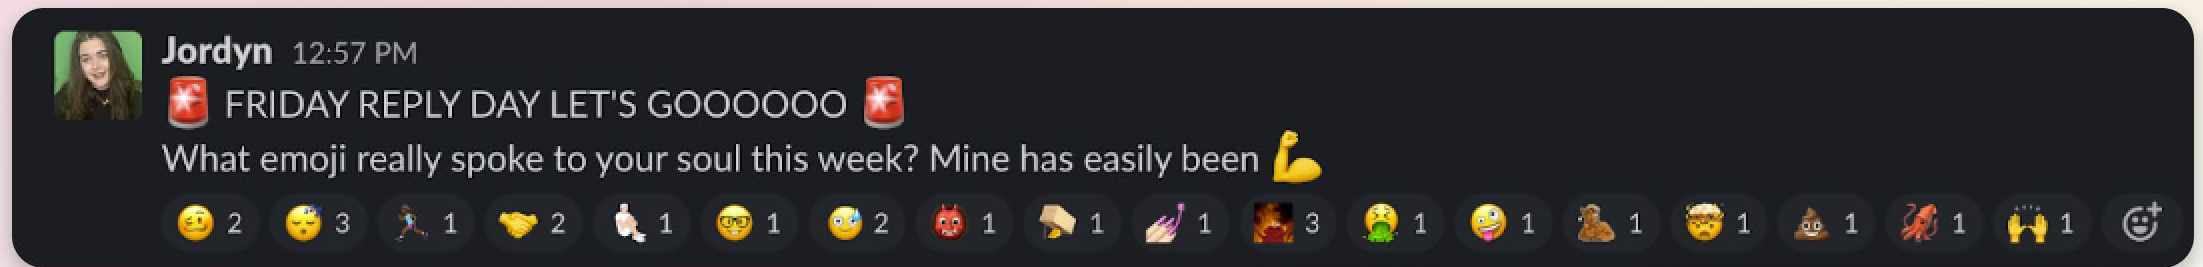 Jordyn 12:57 PM
🚨 FRIDAY REPLY DAY LET'S GOOOOOO 🚨
What emoji really spoke to your soul this week? Mine has easily been 💪
2 3 1 2 1 1 2 1 1 1 3 1 1 1 1 1 1 1